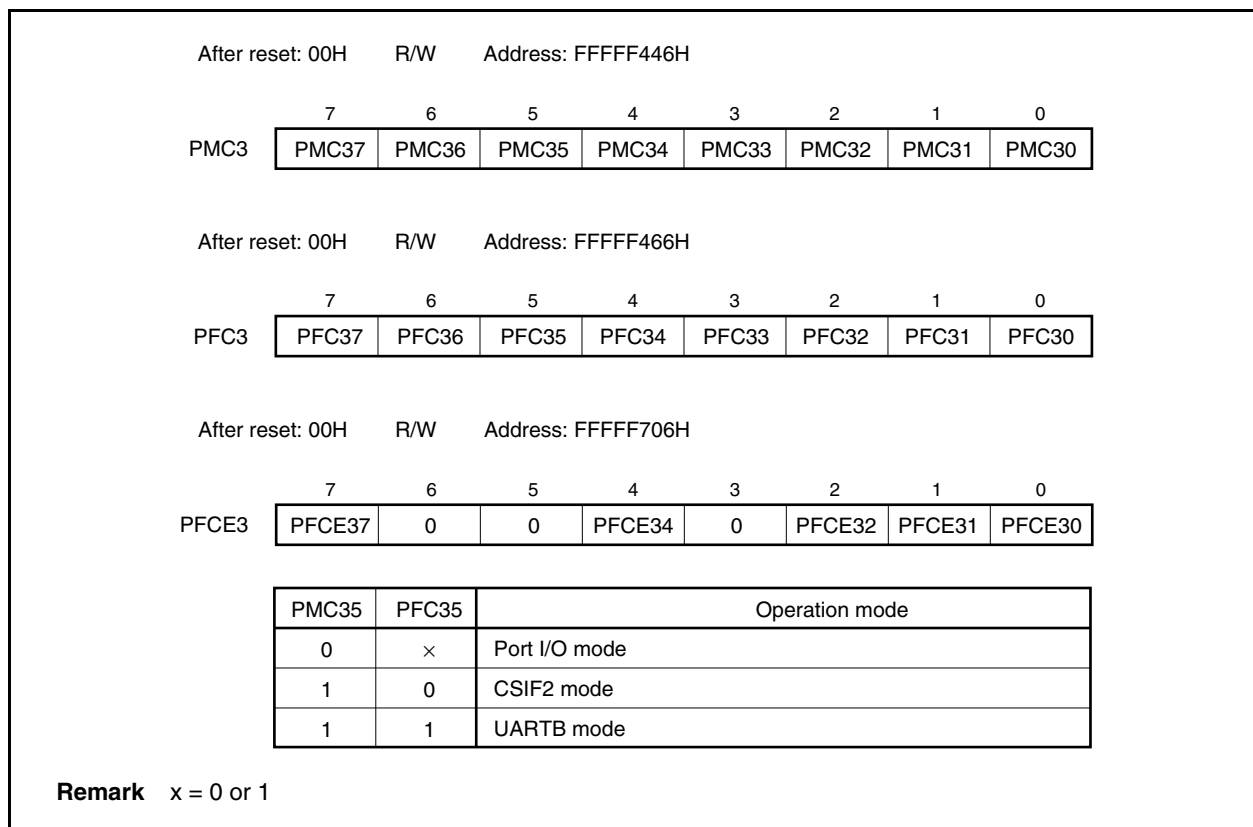 After reset: 00H R/W Address: FFFFF446H
7 6 5 4 3 2 1 0
PMC3 PMC37 PMC36 PMC35 PMC34 PMC33 PMC32 PMC31 PMC30
After reset: 00H R/W Address: FFFFF466H
7 6 5 4 3 2 1 0
PFC3 PFC37 PFC36 PFC35 PFC34 PFC33 PFC32 PFC31 PFC30
After reset: 00H R/W Address: FFFFF706H
7 6 5 4 3 2 1 0
PFCE3 PFCE37 0 0 PFCE34 0 PFCE32 PFCE31 PFCE30
PMC35 PFC35 Operation mode
0 × Port I/O mode
1 0 CSIF2 mode
1 1 UARTB mode
Remark x = 0 or 1